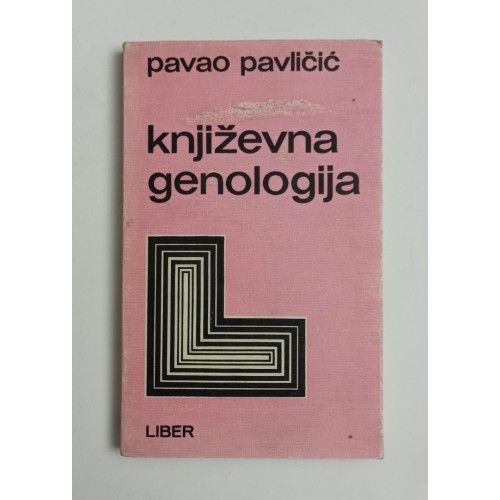 pavao pavličić
književna
genologija
LIBER